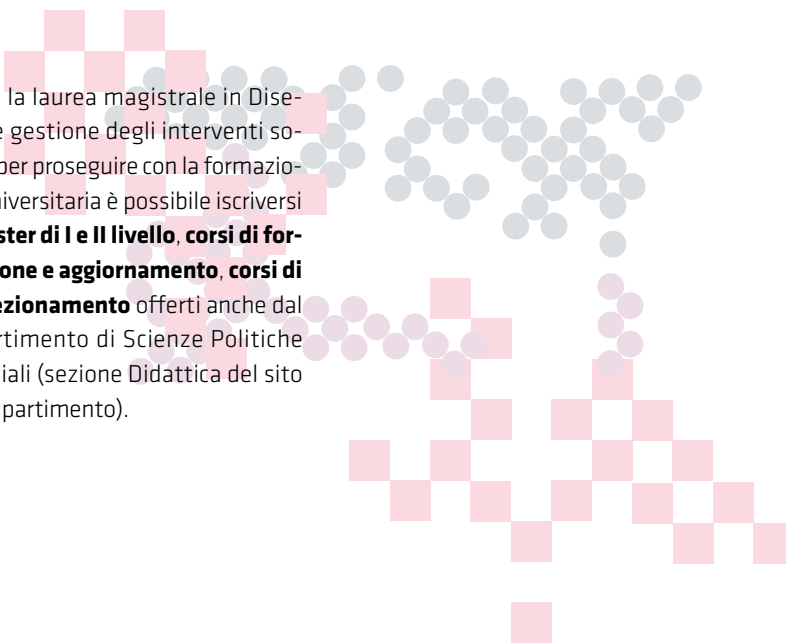 la laurea magistrale in Dise-
e gestione degli interventi so-
per proseguire con la formazio-
iversitaria è possibile iscriversi
ster di I e II livello, corsi di for-
one e aggiornamento, corsi di
ezionamento offerti anche dal
rtimento di Scienze Politiche
iali (sezione Didattica del sito
partimento).